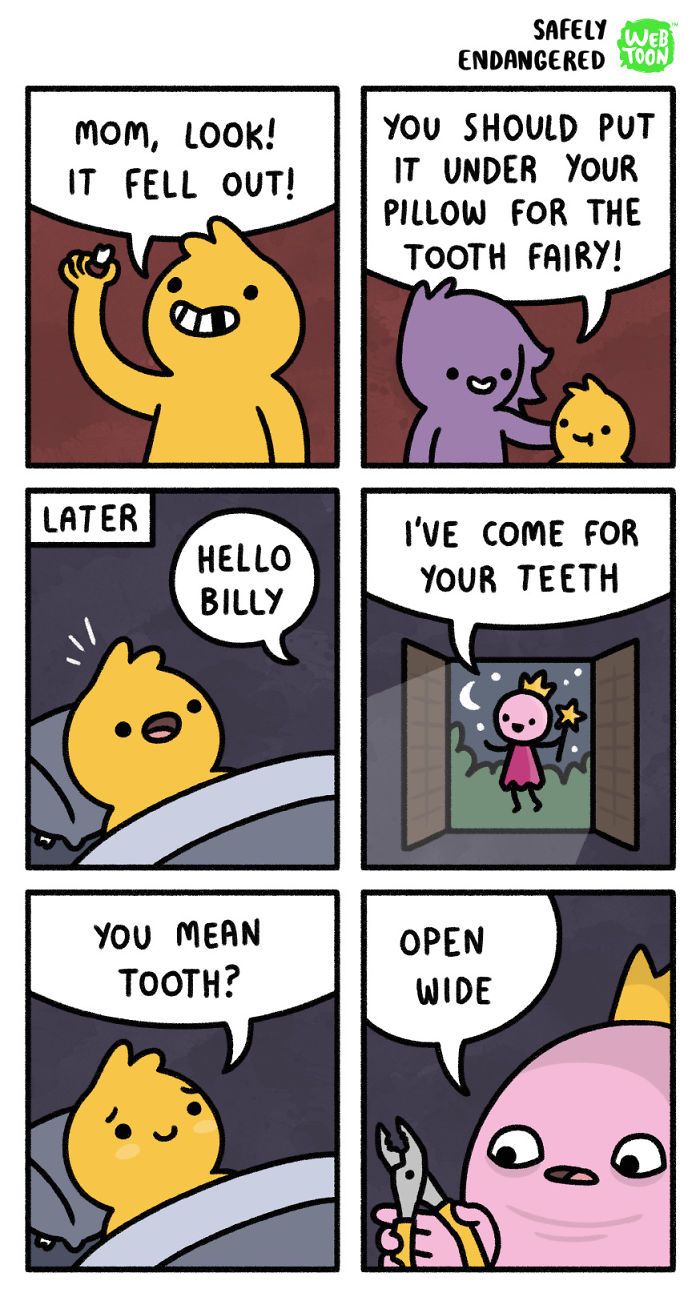 SAFELY
ENDANGERED
WEB
TOON
™
MOM, LOOK!
IT FELL OUT!
YOU SHOULD PUT
IT UNDER YOUR
PILLOW FOR THE
TOOTH FAIRY!
LATER
HELLO
BILLY
I'VE COME FOR
YOUR TEETH
YOU MEAN
TOOTH?
OPEN
WIDE